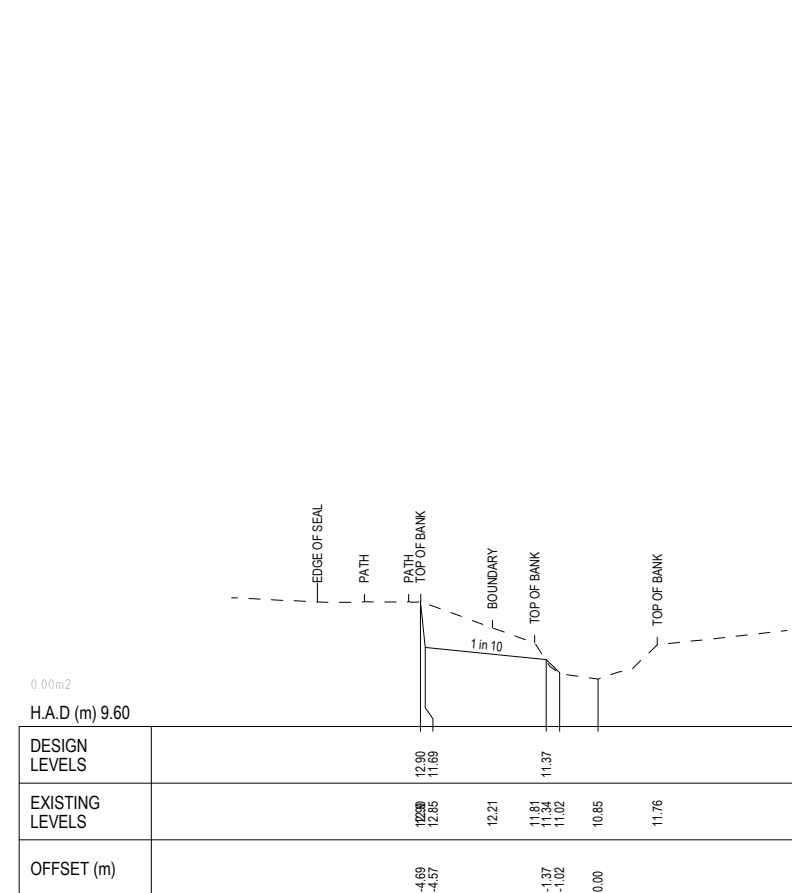 EDGE OF SEAL
PATH
PATH
TOP OF BANK
BOUNDARY
TOP OF BANK
TOP OF BANK
1 in 10
0.00m2
H.A.D (m) 9.60
DESIGN
LEVELS
12.90
11.69
11.37
EXISTING
LEVELS
12.85
12.21
11.81
11.34
11.02
10.85
11.76
OFFSET (m)
-4.69
-4.57
-1.37
-1.02
0.00